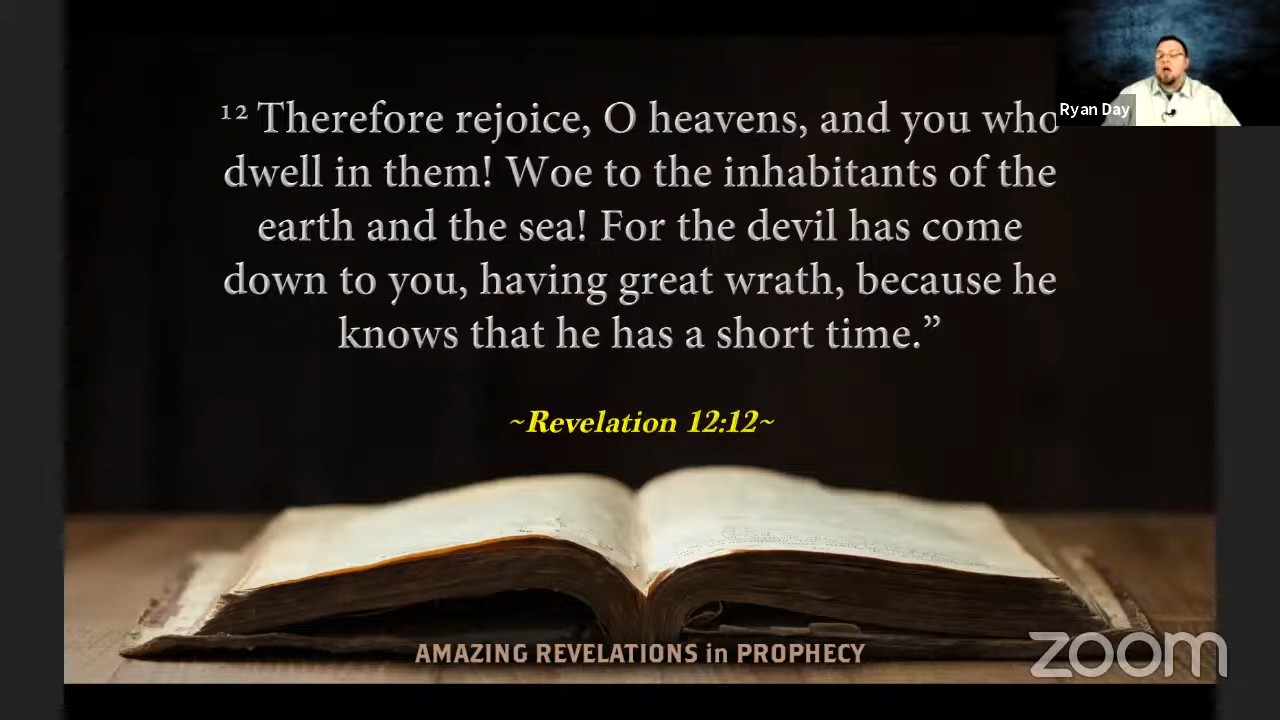 ¹² Therefore rejoice, O heavens, and you who
dwell in them! Woe to the inhabitants of the
earth and the sea! For the devil has come
down to you, having great wrath, because he
knows that he has a short time.”
~Revelation 12:12~
AMAZING REVELATIONS in PROPHECY
Ryan Day
zoom